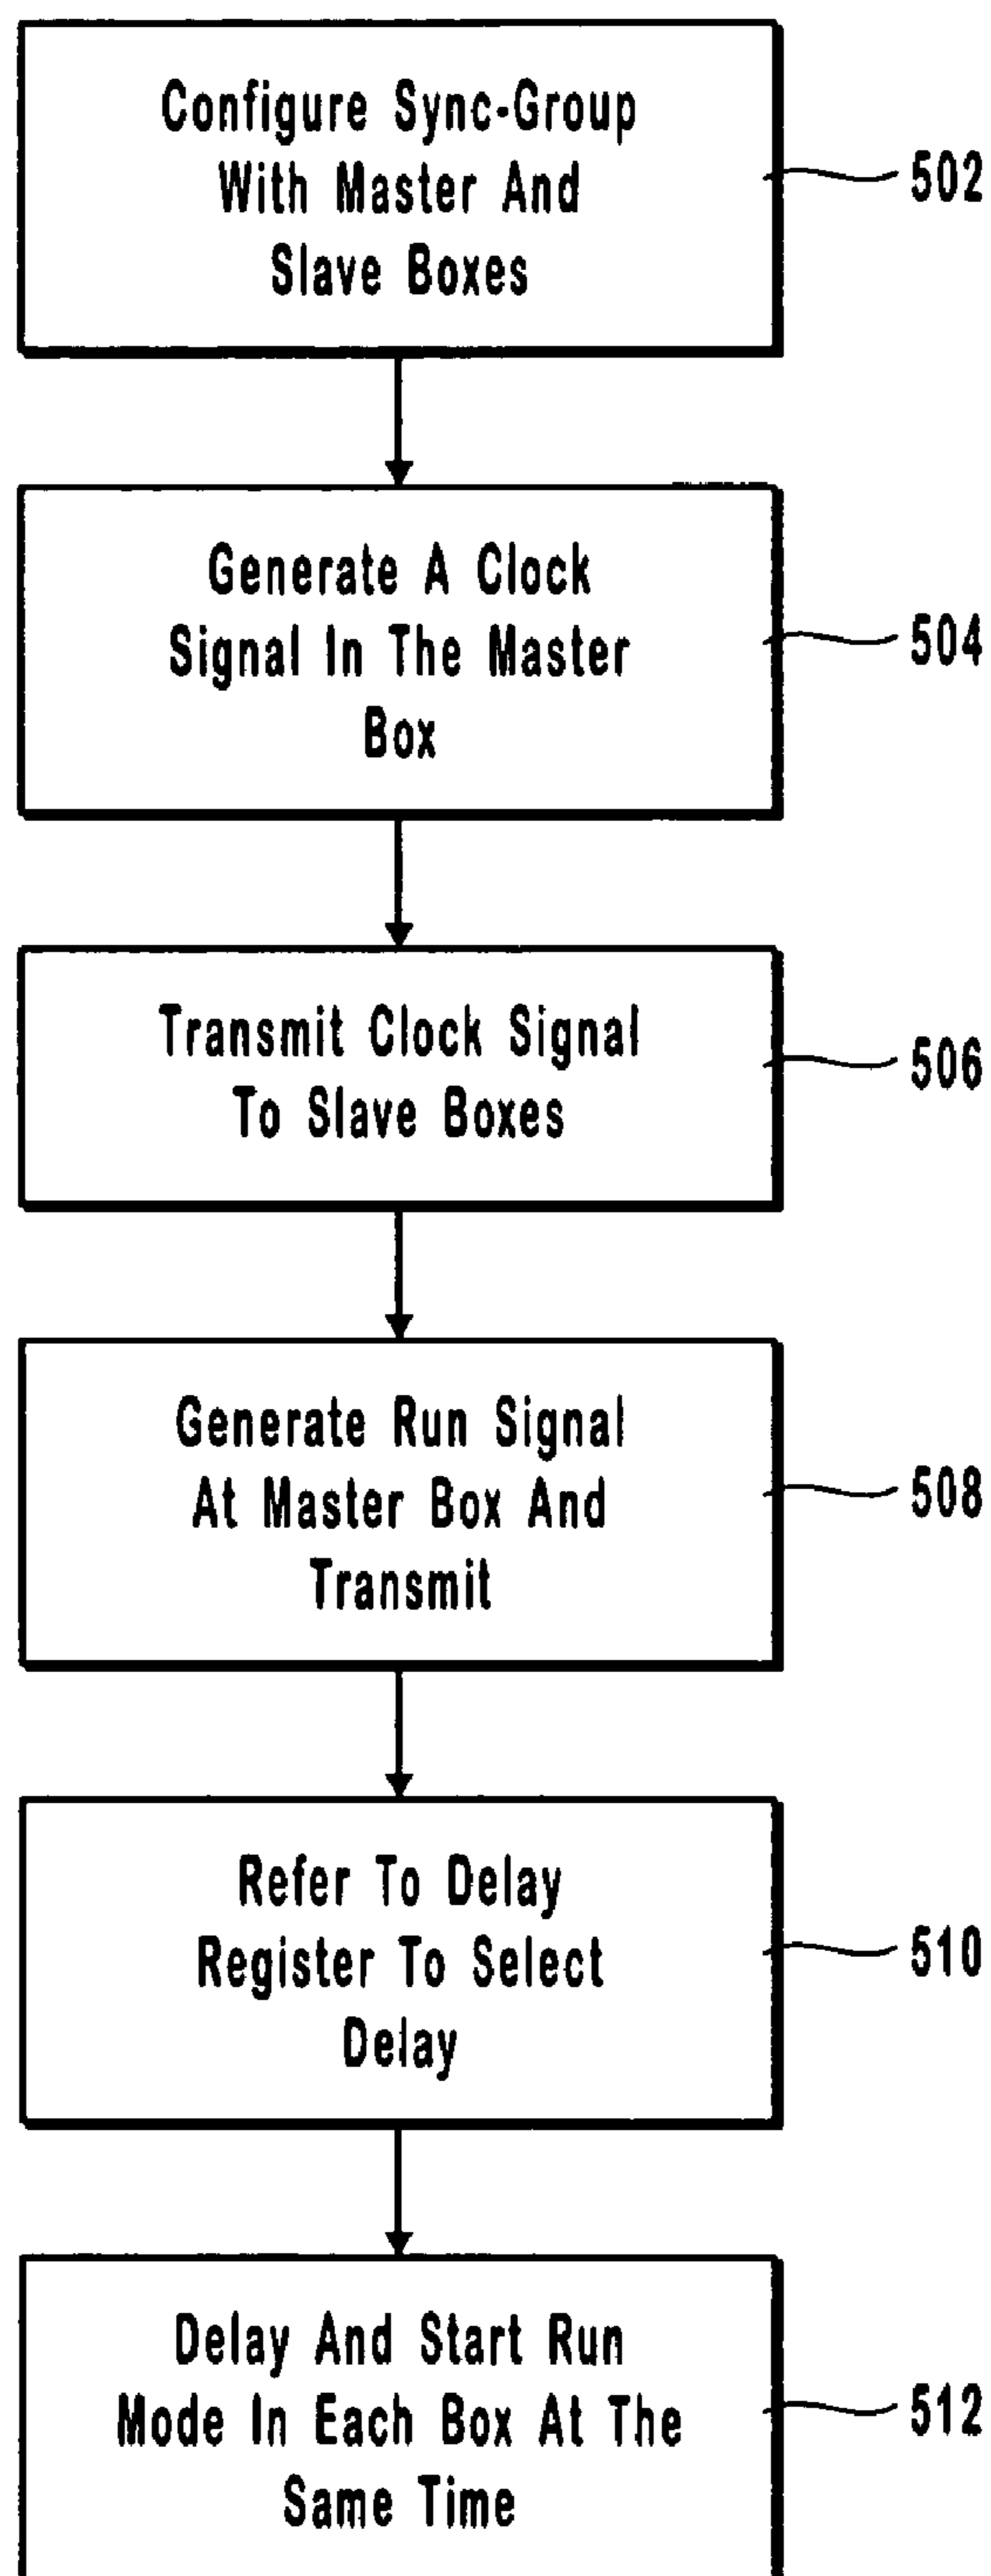 Configure Sync-Group
With Master And
Slave Boxes
502
Generate A Clock
Signal In The Master
Box
504
Transmit Clock Signal
To Slave Boxes
506
Generate Run Signal
At Master Box And
Transmit
508
Refer To Delay
Register To Select
Delay
510
Delay And Start Run
Mode In Each Box At The
Same Time
512